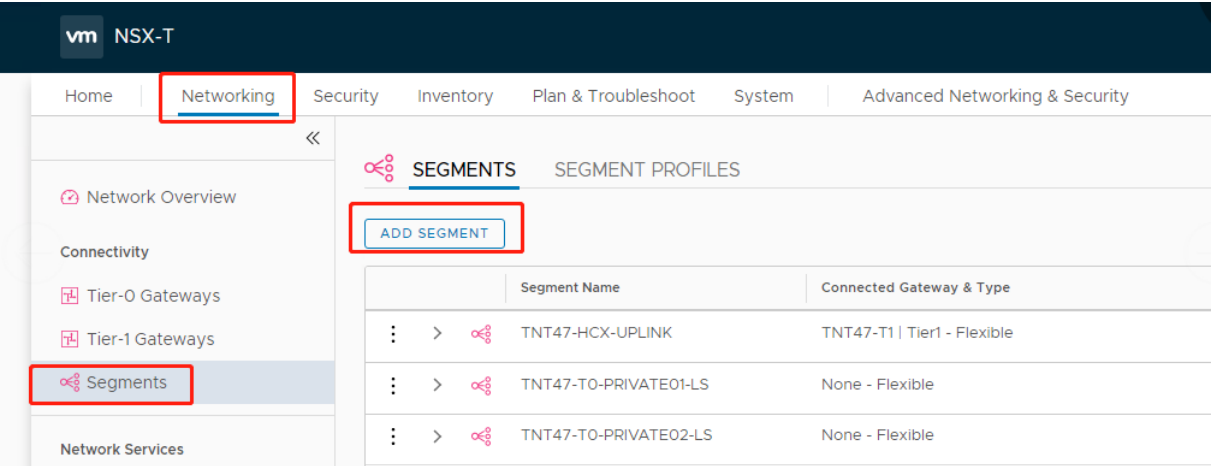 vm NSX-T
Home Networking Security Inventory Plan & Troubleshoot System Advanced Networking & Security
Network Overview
Connectivity
Tier-0 Gateways
Tier-1 Gateways
Segments
Network Services
SEGMENTS SEGMENT PROFILES
ADD SEGMENT
Segment Name Connected Gateway & Type
TNT47-HCX-UPLINK TNT47-T1 | Tier1 - Flexible
TNT47-T0-PRIVATE01-LS None - Flexible
TNT47-T0-PRIVATE02-LS None - Flexible